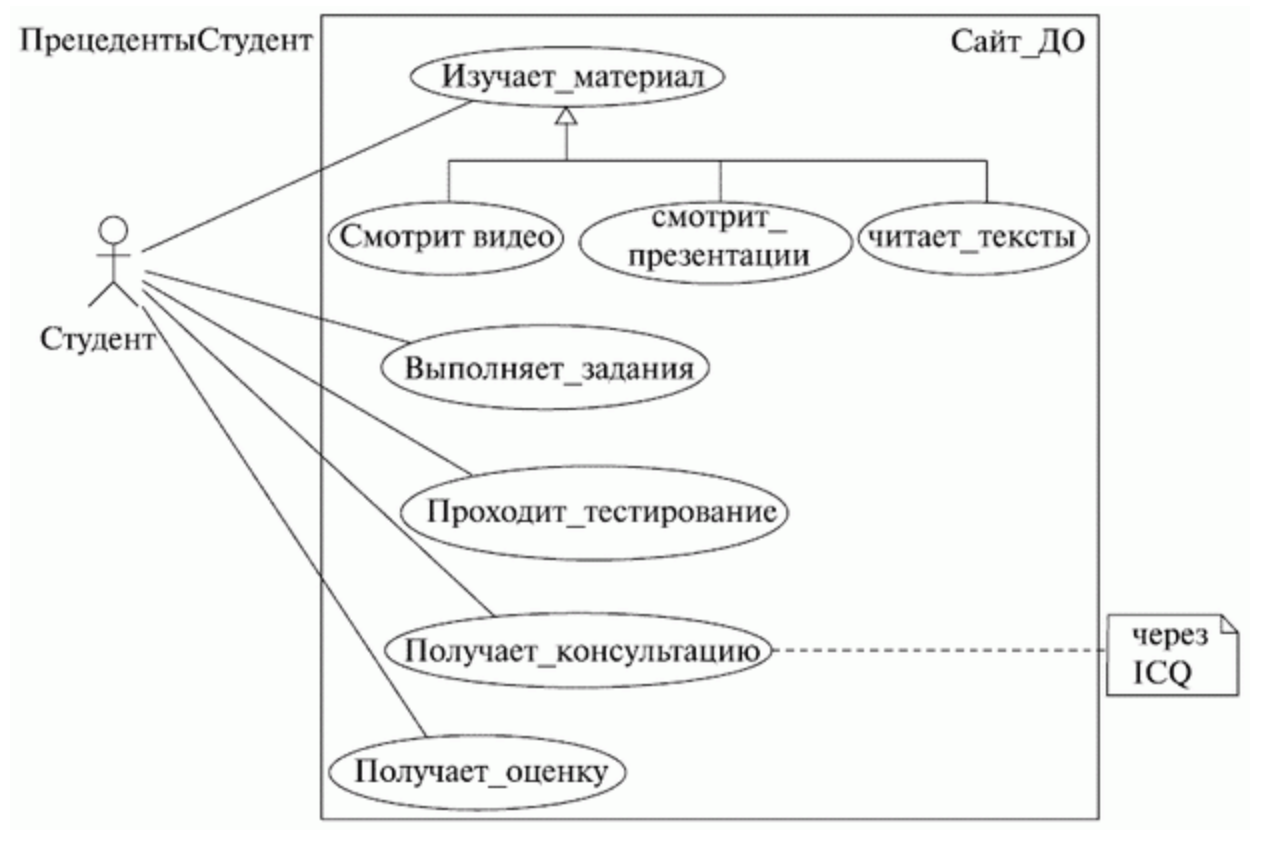 ПрецедентыСтудент
Сайт_ДО
Изучает_материал
Смотрит видео
смотрит_
презентации
читает_тексты
Студент
Выполняет_задания
Проходит_тестирование
Получает_консультацию
через
ICQ
Получает_оценку